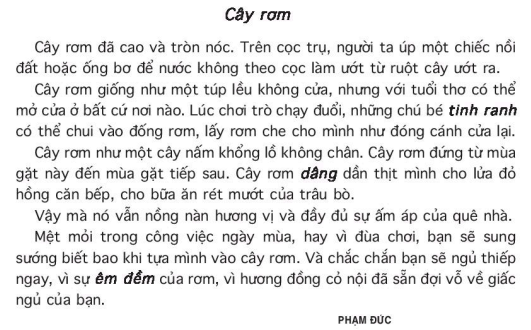 Cây rơm
Cây rơm đã cao và tròn nóc. Trên cọc trụ, người ta úp một chiếc nồi
đất hoặc ống bơ để nước không theo cọc làm ướt từ ruột cây ướt ra.
Cây rơm giống như một túp lều không cửa, nhưng với tuổi thơ có thể
mở cửa ở bất cứ nơi nào. Lúc chơi trò chạy đuổi, những chú bé tinh ranh
có thể chui vào đống rơm, lấy rơm che cho mình như đóng cánh cửa lại.
Cây rơm như một cây nấm khổng lồ không chân. Cây rơm đứng từ mùa
gặt này đến mùa gặt tiếp sau. Cây rơm dâng dần thịt mình cho lửa đỏ
hồng căn bếp, cho bữa ăn rét mướt của trâu bò.
Vậy mà nó vẫn nồng nàn hương vị và đầy đủ sự ấm áp của quê nhà.
Mệt mỏi trong công việc ngày mùa, hay vì đùa chơi, bạn sẽ sung
sướng biết bao khi tựa mình vào cây rơm. Và chắc chắn bạn sẽ ngủ thiếp
ngay, vì sự êm đềm của rơm, vì hương đồng cỏ nội đã sẵn đợi vỗ về giấc
ngủ của bạn.
PHẠM ĐỨC